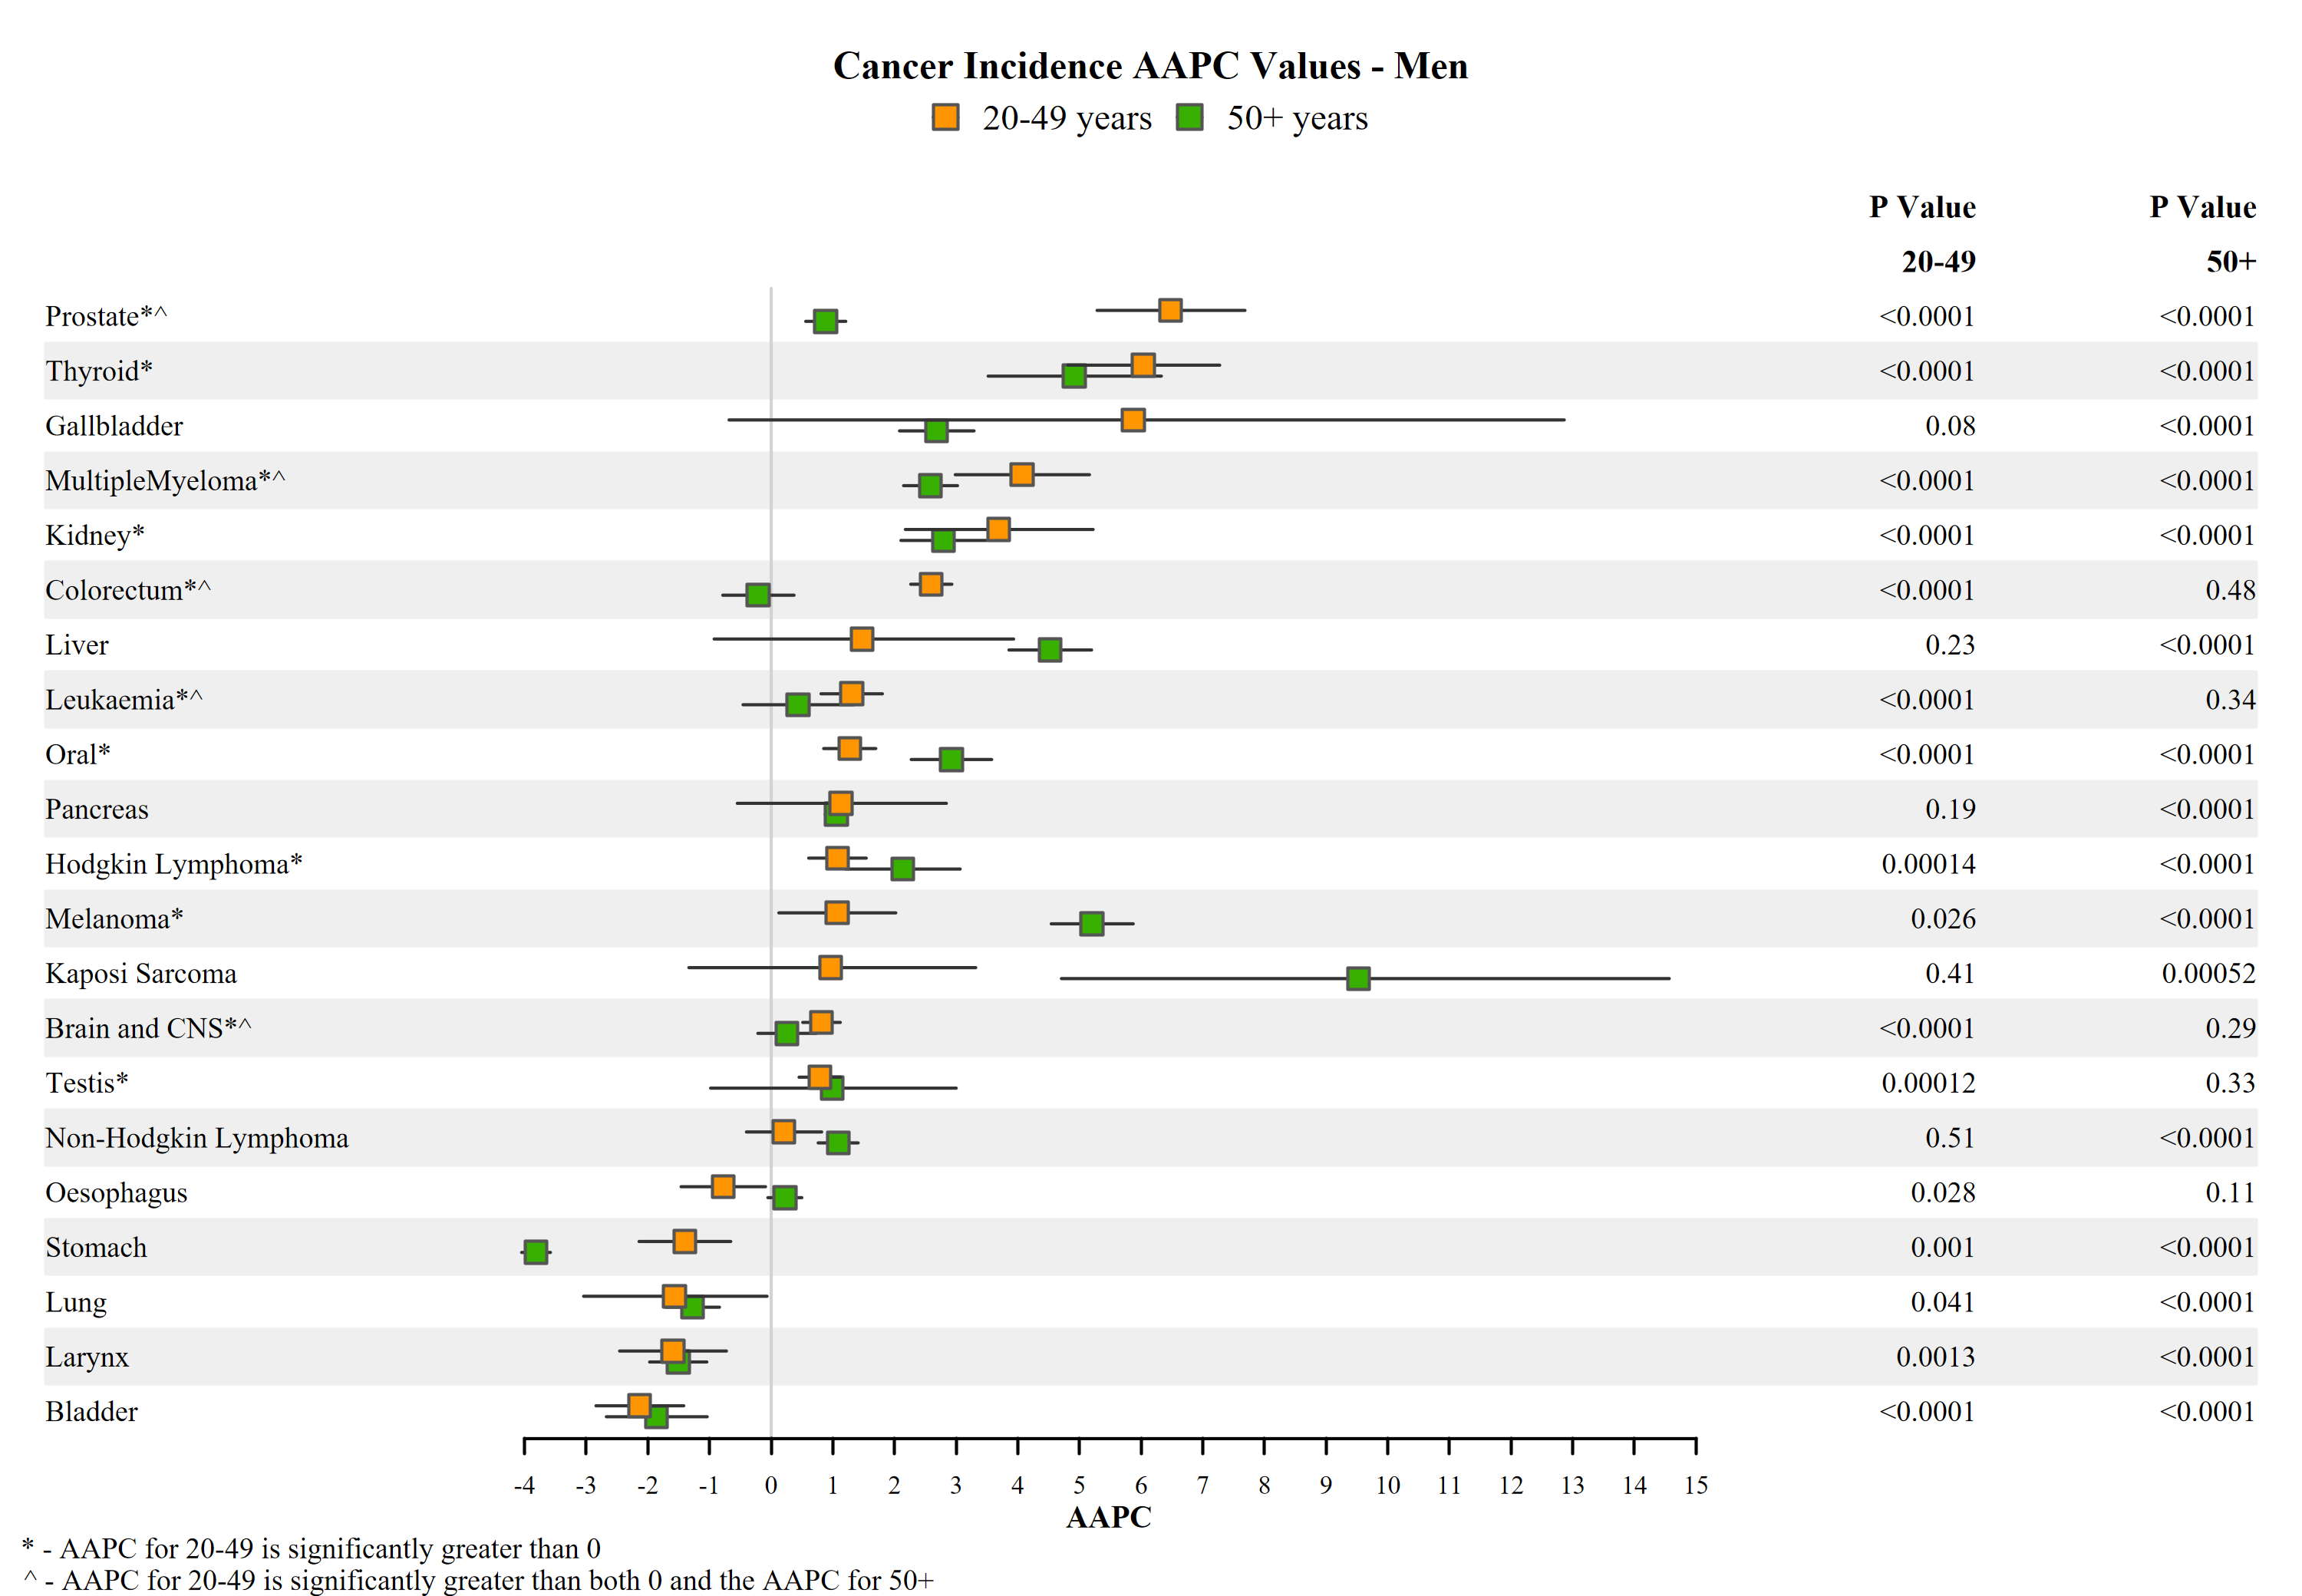 Cancer Incidence AAPC Values - Men
20-49 years 50+ years
P Value P Value
20-49 50+
Prostate*^ <0.0001 <0.0001
Thyroid* <0.0001 <0.0001
Gallbladder 0.08 <0.0001
MultipleMyeloma*^ <0.0001 <0.0001
Kidney* <0.0001 <0.0001
Colorectum*^ <0.0001 0.48
Liver 0.23 <0.0001
Leukaemia*^ <0.0001 0.34
Oral* <0.0001 <0.0001
Pancreas 0.19 <0.0001
Hodgkin Lymphoma* 0.00014 <0.0001
Melanoma* 0.026 <0.0001
Kaposi Sarcoma 0.41 0.00052
Brain and CNS*^ <0.0001 0.29
Testis* 0.00012 0.33
Non-Hodgkin Lymphoma 0.51 <0.0001
Oesophagus 0.028 0.11
Stomach 0.001 <0.0001
Lung 0.041 <0.0001
Larynx 0.0013 <0.0001
Bladder <0.0001 <0.0001
-4 -3 -2 -1 0 1 2 3 4 5 6 7 8 9 10 11 12 13 14 15
AAPC
* - AAPC for 20-49 is significantly greater than 0
^ - AAPC for 20-49 is significantly greater than both 0 and the AAPC for 50+